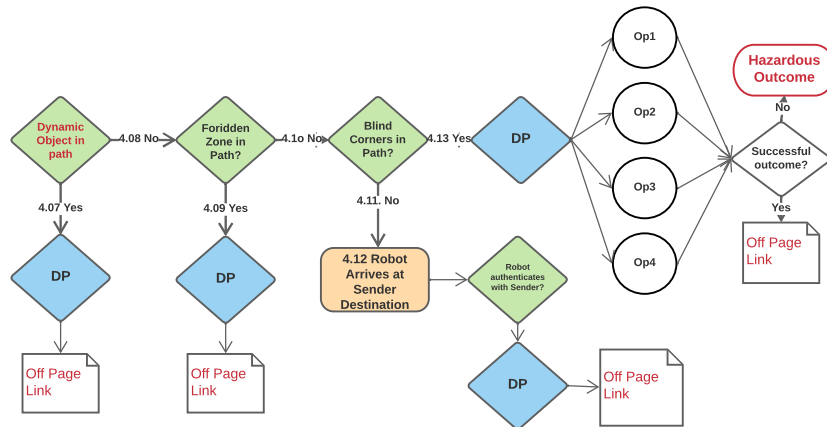 Op1
Hazardous
Outcome
No
Dynamic
Object in
path
4.08 No
Foridden
Zone in
Path?
4.1o No
Blind
Corners in
Path?
4.13 Yes
DP
Op2
Successful
outcome?
Op3
4.07 Yes
4.09 Yes
4.11. No
Yes
Off Page
Link
Op4
DP
DP
4.12 Robot
Arrives at
Sender
Destination
Robot
authenticates
with Sender?
Off Page
Link
Off Page
Link
DP
Off Page
Link